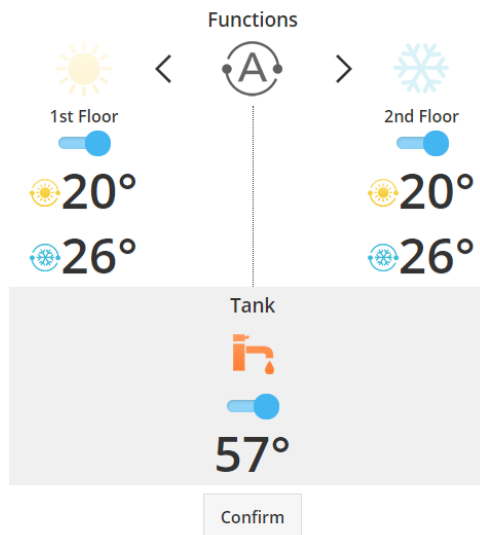 Functions
A
1st Floor
2nd Floor
20°
20°
26°
26°
Tank
57°
Confirm